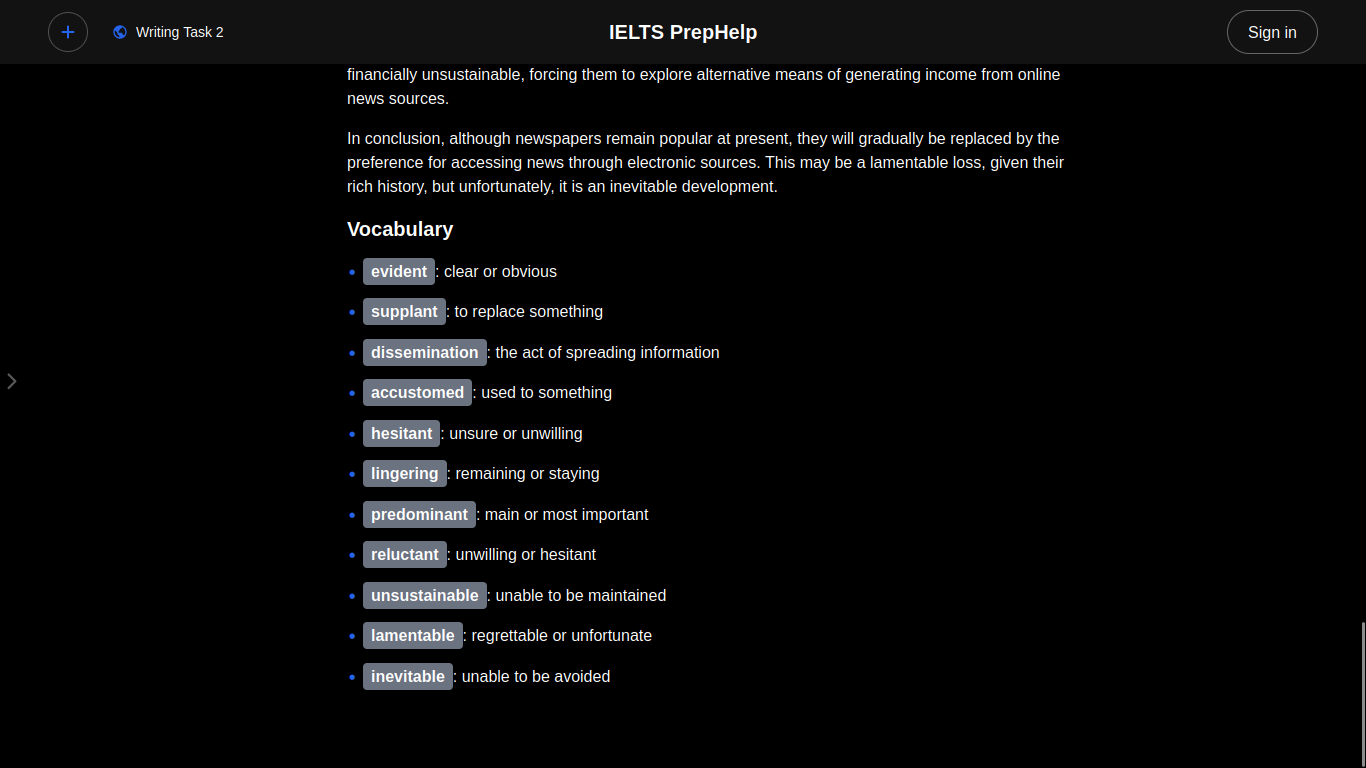 Writing Task 2
IELTS PrepHelp
Sign in
financially unsustainable, forcing them to explore alternative means of generating income from online
news sources.
In conclusion, although newspapers remain popular at present, they will gradually be replaced by the
preference for accessing news through electronic sources. This may be a lamentable loss, given their
rich history, but unfortunately, it is an inevitable development.
Vocabulary
evident: clear or obvious
supplant: to replace something
dissemination: the act of spreading information
accustomed: used to something
hesitant: unsure or unwilling
lingering: remaining or staying
predominant: main or most important
reluctant: unwilling or hesitant
unsustainable: unable to be maintained
lamentable: regrettable or unfortunate
inevitable: unable to be avoided